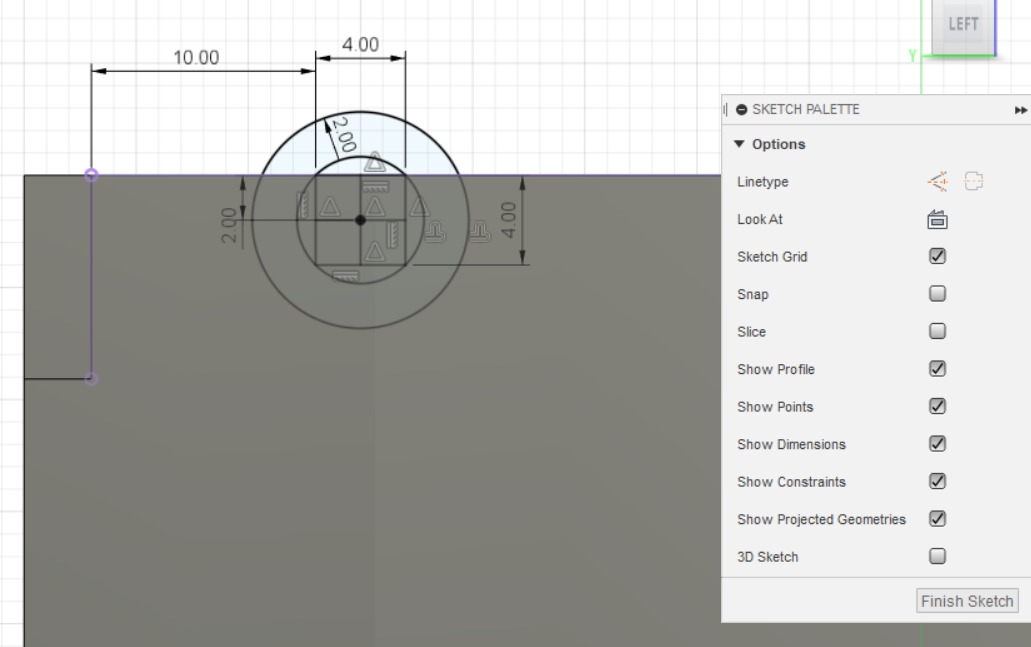 LEFT
Y
10.00
4.00
2.00
2.00
4.00
SKETCH PALETTE
Options
Linetype
Look At
Sketch Grid
Snap
Slice
Show Profile
Show Points
Show Dimensions
Show Constraints
Show Projected Geometries
3D Sketch
Finish Sketch